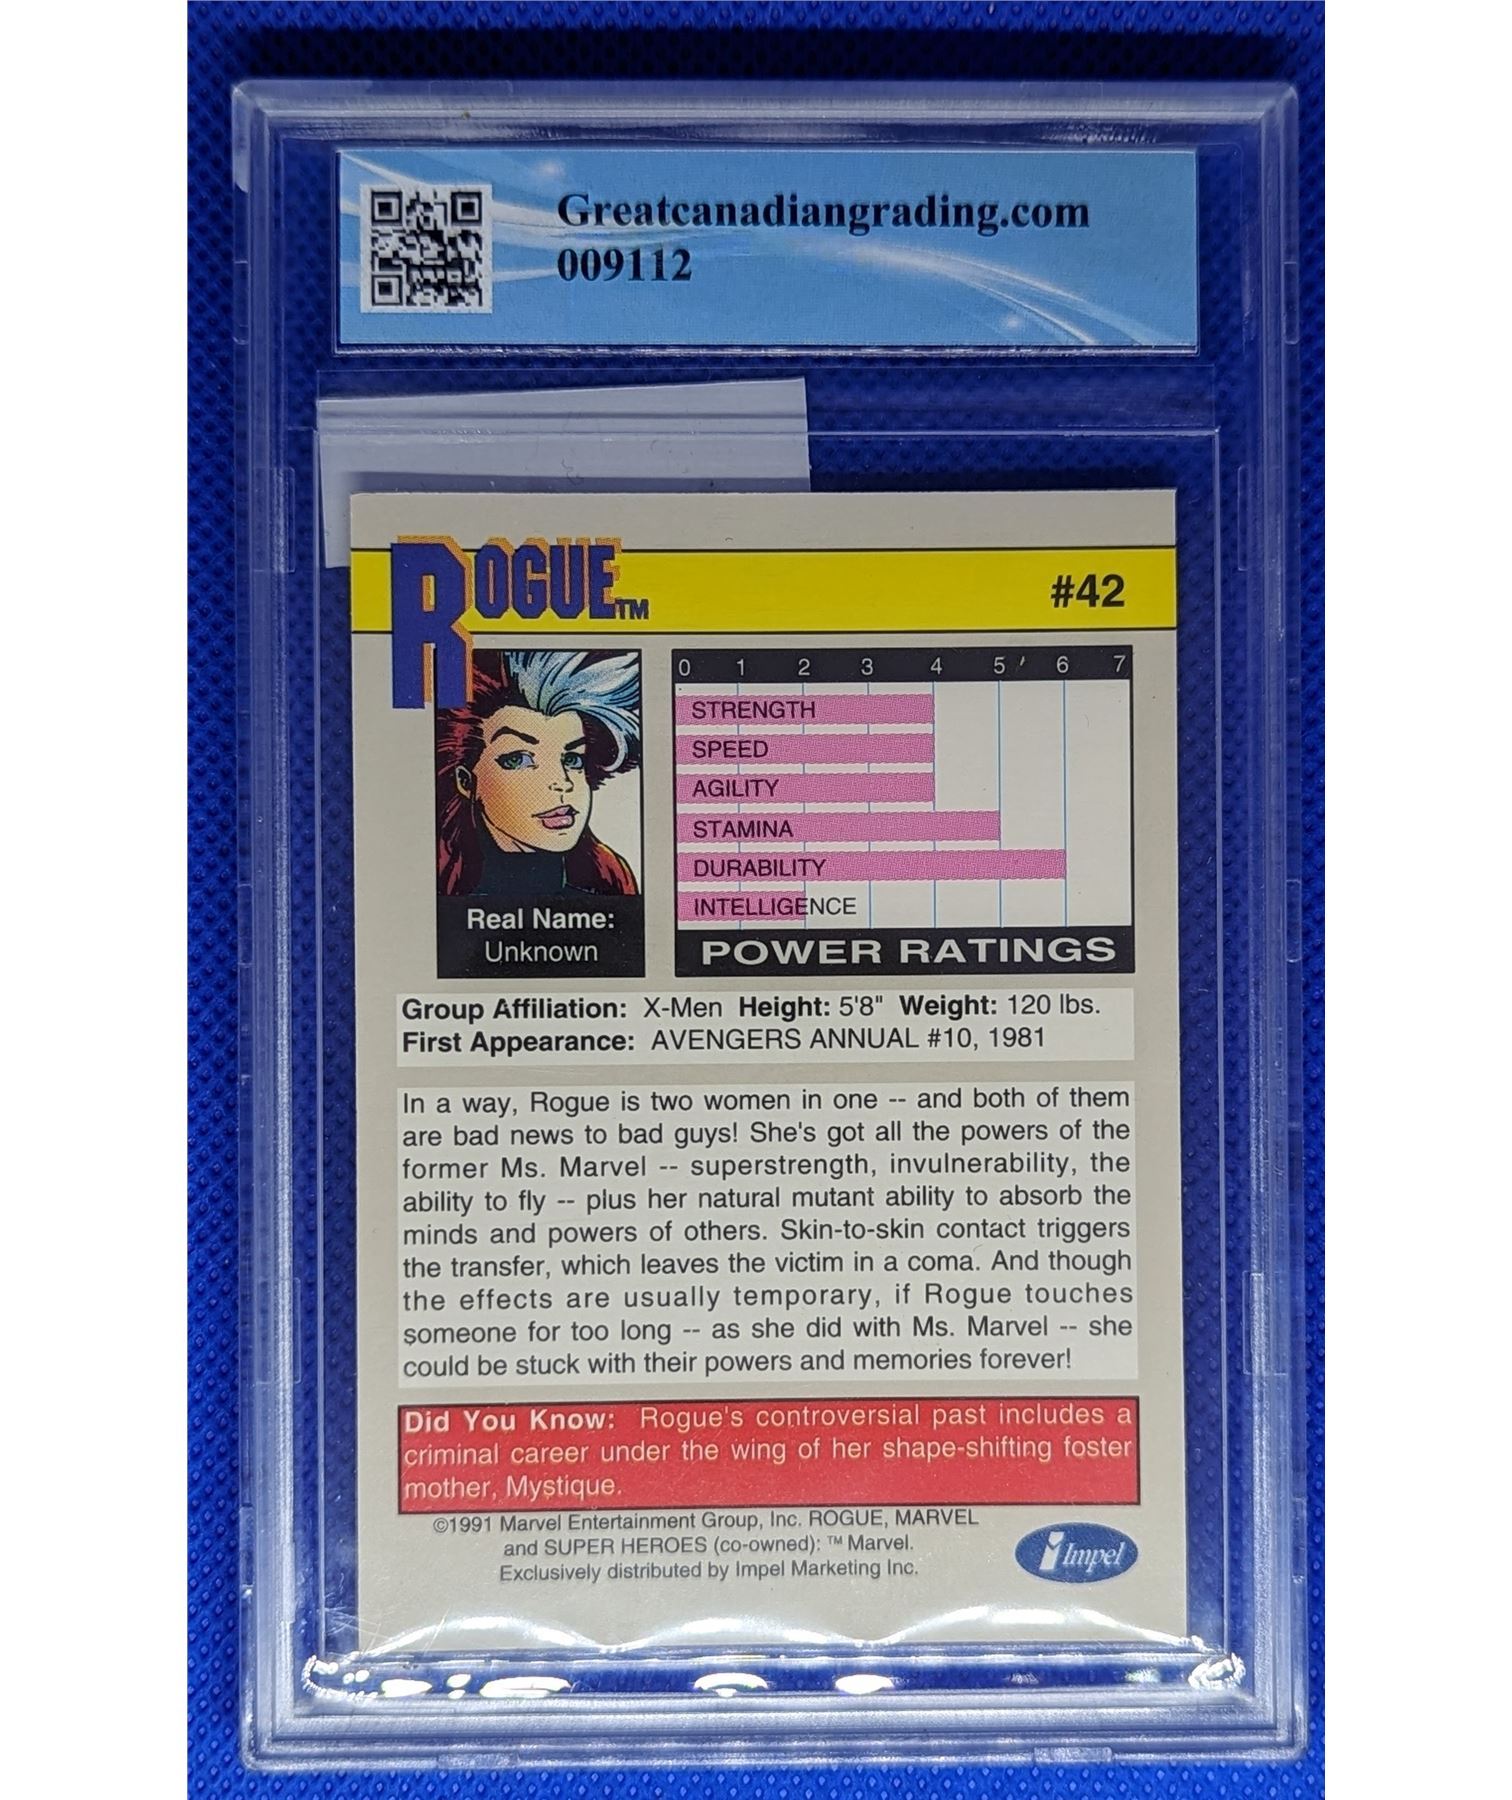 Greatcanadiangrading.com
009112
ROGUE™
#42
0 1 2 3 4 5 6 7
STRENGTH
SPEED
AGILITY
STAMINA
DURABILITY
INTELLIGENCE
POWER RATINGS
Real Name:
Unknown
Group Affiliation: X-Men Height: 5'8" Weight: 120 lbs.
First Appearance: AVENGERS ANNUAL #10, 1981
In a way, Rogue is two women in one -- and both of them
are bad news to bad guys! She's got all the powers of the
former Ms. Marvel -- superstrength, invulnerability, the
ability to fly -- plus her natural mutant ability to absorb the
minds and powers of others. Skin-to-skin contact triggers
the transfer, which leaves the victim in a coma. And though
the effects are usually temporary, if Rogue touches
someone for too long -- as she did with Ms. Marvel -- she
could be stuck with their powers and memories forever!
Did You Know: Rogue's controversial past includes a
criminal career under the wing of her shape-shifting foster
mother, Mystique.
©1991 Marvel Entertainment Group, Inc. ROGUE, MARVEL
and SUPER HEROES (co-owned): ™ Marvel.
Exclusively distributed by Impel Marketing Inc.
Impel